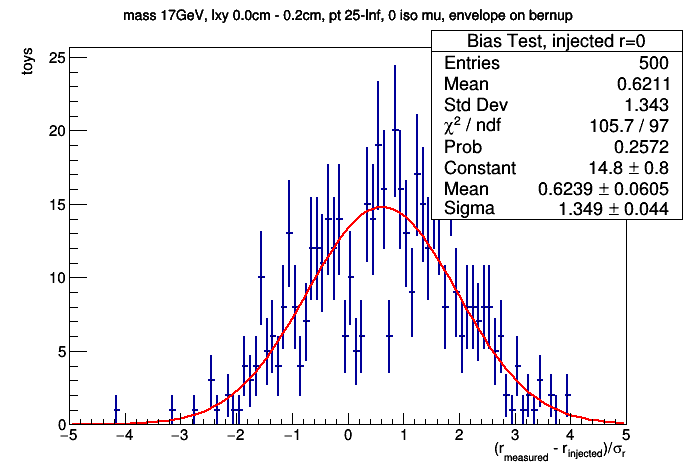 mass 17GeV, lxy 0.0cm - 0.2cm, pt 25-Inf, 0 iso mu, envelope on bernup
Bias Test, injected r=0
Entries 500
Mean 0.6211
Std Dev 1.343
χ² / ndf 105.7 / 97
Prob 0.2572
Constant 14.8 ± 0.8
Mean 0.6239 ± 0.0605
Sigma 1.349 ± 0.044
toys
25
20
15
10
5
0
−5 −4 −3 −2 −1 0 1 2 3 4 5
(r_measured - r_injected)/σ_r